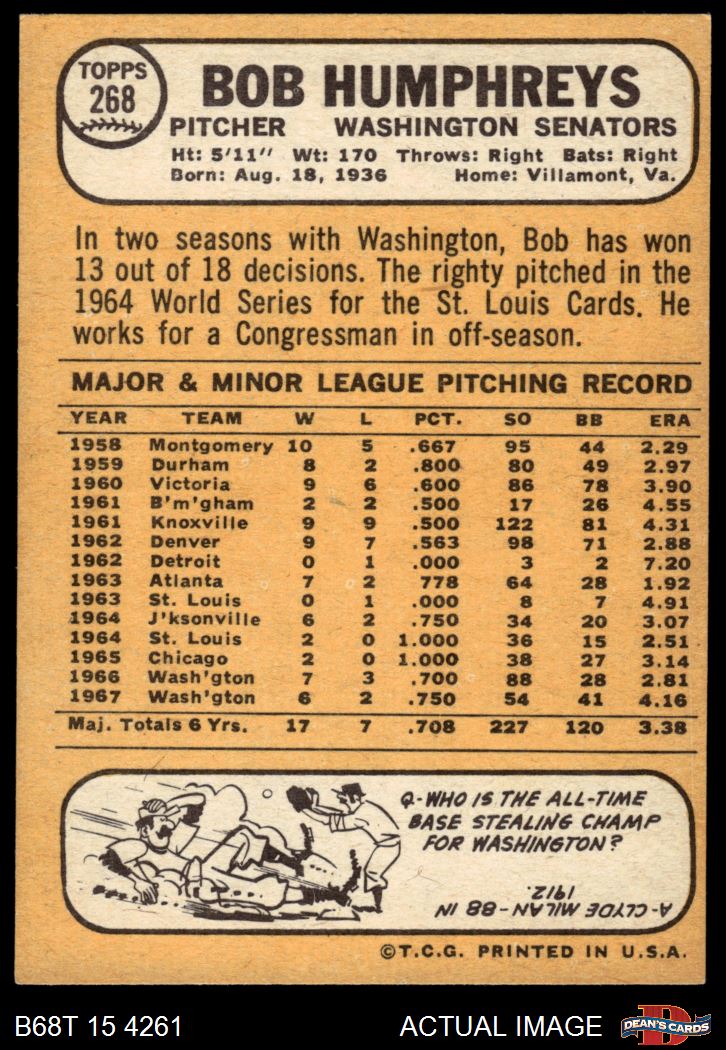 TOPPS
268
BOB HUMPHREYS
PITCHER WASHINGTON SENATORS
Ht: 5'11" Wt: 170 Throws: Right Bats: Right
Born: Aug. 18, 1936 Home: Villamont, Va.
In two seasons with Washington, Bob has won
13 out of 18 decisions. The righty pitched in the
1964 World Series for the St. Louis Cards. He
works for a Congressman in off-season.
MAJOR & MINOR LEAGUE PITCHING RECORD
YEAR TEAM W L PCT. SO BB ERA
1958 Montgomery 10 5 .667 95 44 2.29
1959 Durham 8 2 .800 80 49 2.97
1960 Victoria 9 6 .600 86 78 3.90
1961 B'm'gham 2 2 .500 17 26 4.55
1961 Knoxville 9 9 .500 122 81 4.31
1962 Denver 9 7 .563 98 71 2.88
1962 Detroit 0 1 .000 3 2 7.20
1963 Atlanta 7 2 778 64 28 1.92
1963 St. Louis 0 1 .000 8 7 4.91
1964 J'ksonville 6 2 .750 34 20 3.07
1964 St. Louis 2 0 1.000 36 15 2.51
1965 Chicago 2 0 1.000 38 27 3.14
1966 Wash'gton 7 3 .700 88 28 2.81
1967 Wash'gton 6 2 .750 54 41 4.16
Maj. Totals 6 Yrs. 17 7 .708 227 120 3.38
Q-WHO IS THE ALL-TIME
BASE STEALING CHAMP
FOR WASHINGTON?
A-CLYDE MILAN-88 IN
1912.
©T.C.G. PRINTED IN U.S.A.
B68T 15 4261 ACTUAL IMAGE
D
DEAN'S CARDS